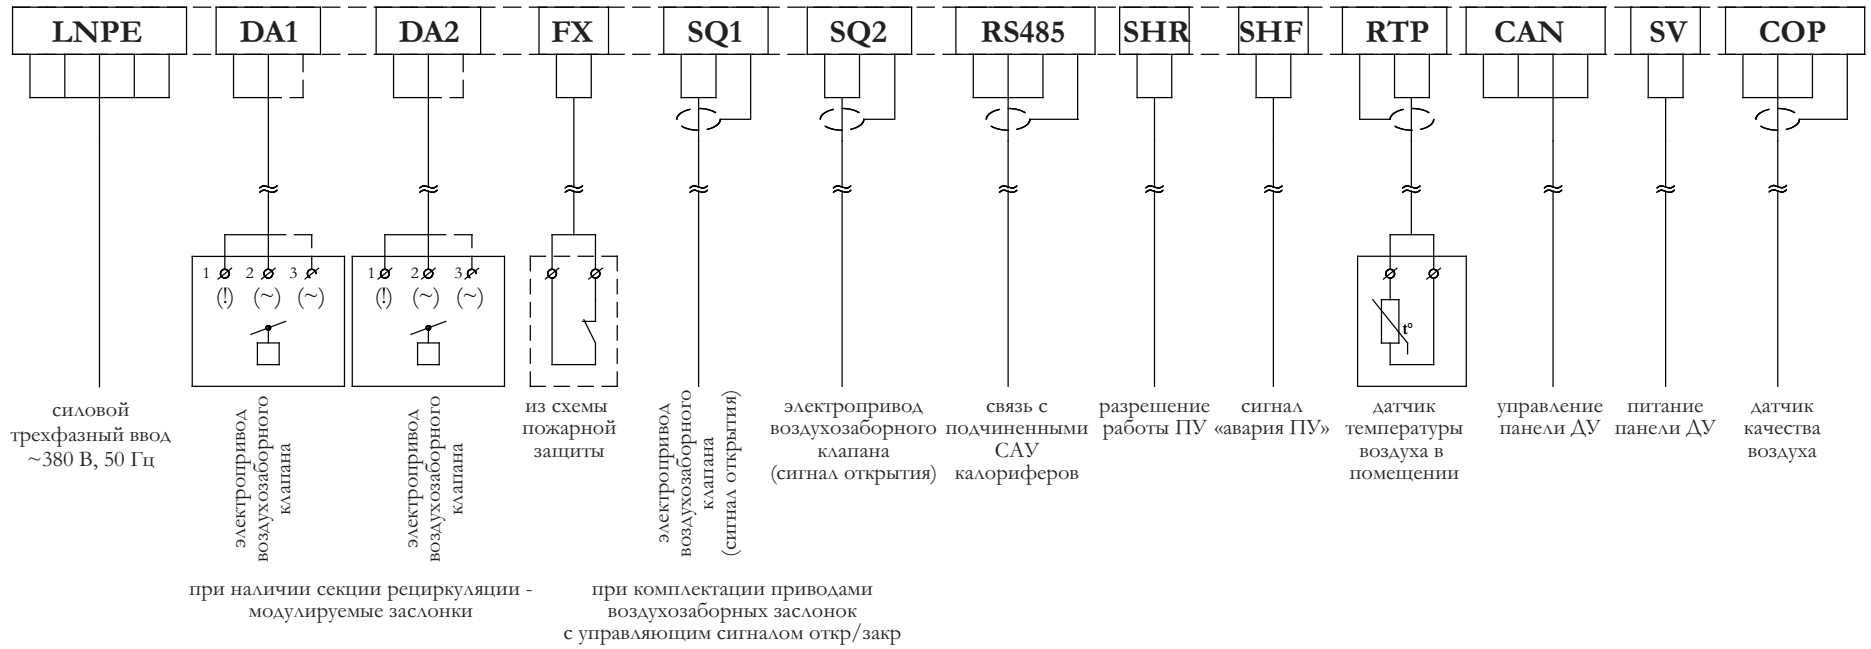 LNPE DA1 DA2 FX SQ1 SQ2 RS485 SHR SHF RTP CAN SV COP
1 2 3
(!) (~) (~)
1 2 3
(!) (~) (~)
t°
силовой
трехфазный ввод
~380 В, 50 Гц
электропривод
воздухозаборного
клапана
электропривод
воздухозаборного
клапана
из схемы
пожарной
защиты
электропривод
воздухозаборного
клапана
(сигнал открытия)
электропривод
воздухозаборного
клапана
(сигнал открытия)
связь с
подчиненными
САУ
калориферов
разрешение
работы ПУ
сигнал
«авария ПУ»
датчик
температуры
воздуха в
помещении
управление
панели ДУ
питание
панели ДУ
датчик
качества
воздуха
при наличии секции рециркуляции -
модулируемые заслонки
при комплектации приводами
воздухозаборных заслонок
с управляющим сигналом откр/закр